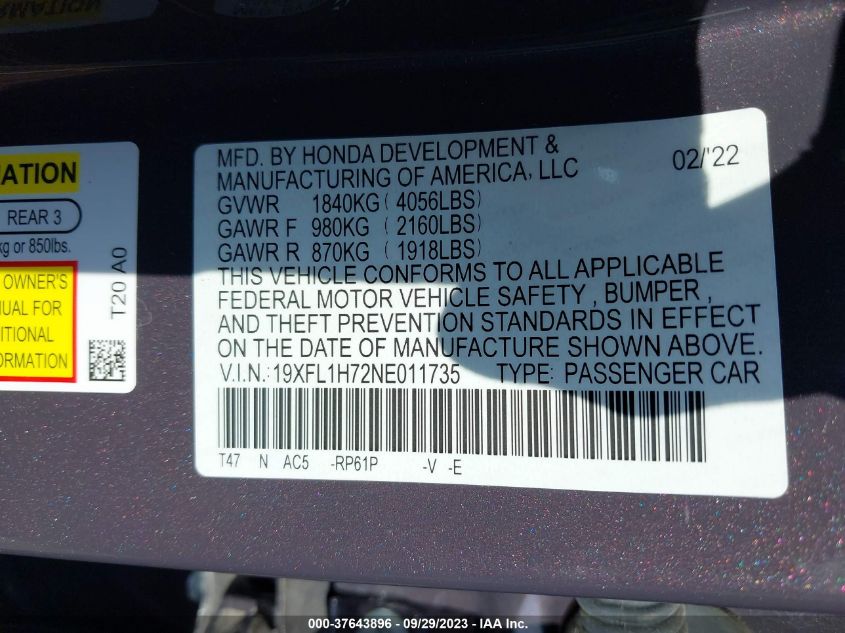 RMATION
ATION
REAR 3
kg or 850lbs.
OWNER'S
UAL FOR
ITIONAL
ORMATION
T20 A0
MFD. BY HONDA DEVELOPMENT &
MANUFACTURING OF AMERICA, LLC
02/'22
GVWR 1840KG ( 4056LBS)
GAWR F 980KG ( 2160LBS)
GAWR R 870KG ( 1918LBS)
THIS VEHICLE CONFORMS TO ALL APPLICABLE
FEDERAL MOTOR VEHICLE SAFETY , BUMPER ,
AND THEFT PREVENTION STANDARDS IN EFFECT
ON THE DATE OF MANUFACTURE SHOWN ABOVE.
V.I.N.: 19XFL1H72NE011735 TYPE: PASSENGER CAR
T47 N AC5 -RP61P -V -E
000-37643896 - 09/29/2023 - IAA Inc.